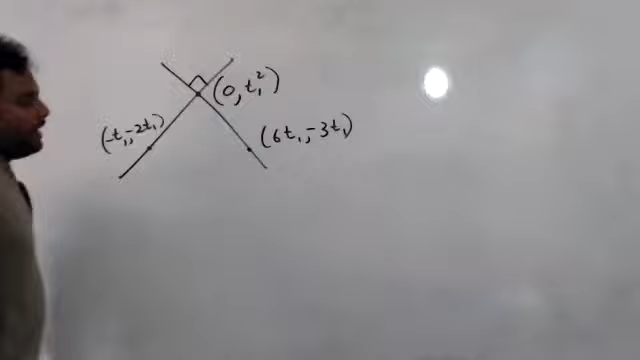 (0, t₁²)
(-t₁, -2t₁)
(6t₁, -3t₁)